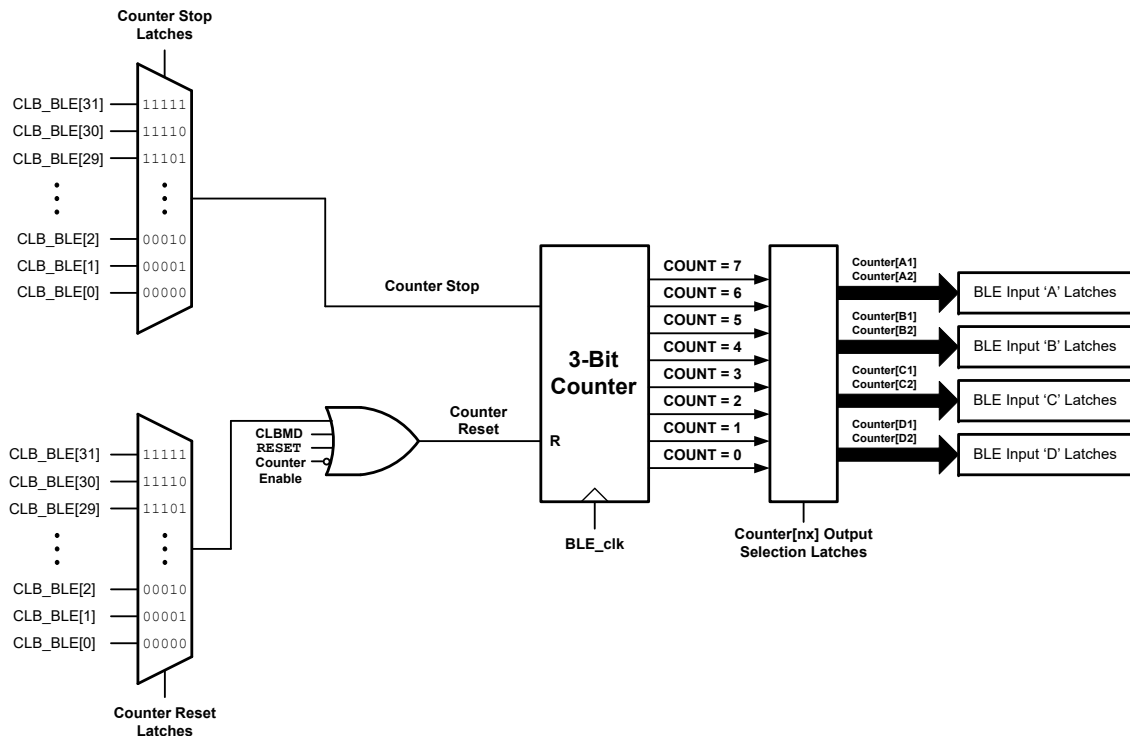 Counter Stop
Latches
CLB_BLE[31]
11111
CLB_BLE[30]
11110
CLB_BLE[29]
11101
CLB_BLE[2]
00010
CLB_BLE[1]
00001
CLB_BLE[0]
00000
Counter Stop
CLB_BLE[31]
11111
CLB_BLE[30]
11110
CLB_BLE[29]
11101
CLB_BLE[2]
00010
CLB_BLE[1]
00001
CLB_BLE[0]
00000
Counter Reset
Latches
CLBMD
RESET
Counter
Enable
Counter
Reset
3-Bit
Counter
R
BLE_clk
COUNT = 7
COUNT = 6
COUNT = 5
COUNT = 4
COUNT = 3
COUNT = 2
COUNT = 1
COUNT = 0
Counter[nx] Output
Selection Latches
Counter[A1]
Counter[A2]
BLE Input ‘A’ Latches
Counter[B1]
Counter[B2]
BLE Input ‘B’ Latches
Counter[C1]
Counter[C2]
BLE Input ‘C’ Latches
Counter[D1]
Counter[D2]
BLE Input ‘D’ Latches